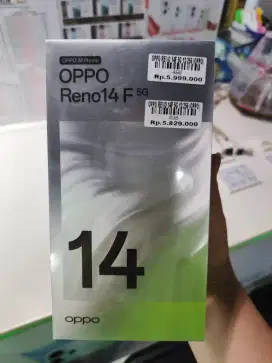 OPPO AI Phone
OPPO
Reno14 F 5G
Rp.5.999.000
Rp.5.829.000
14
oppo